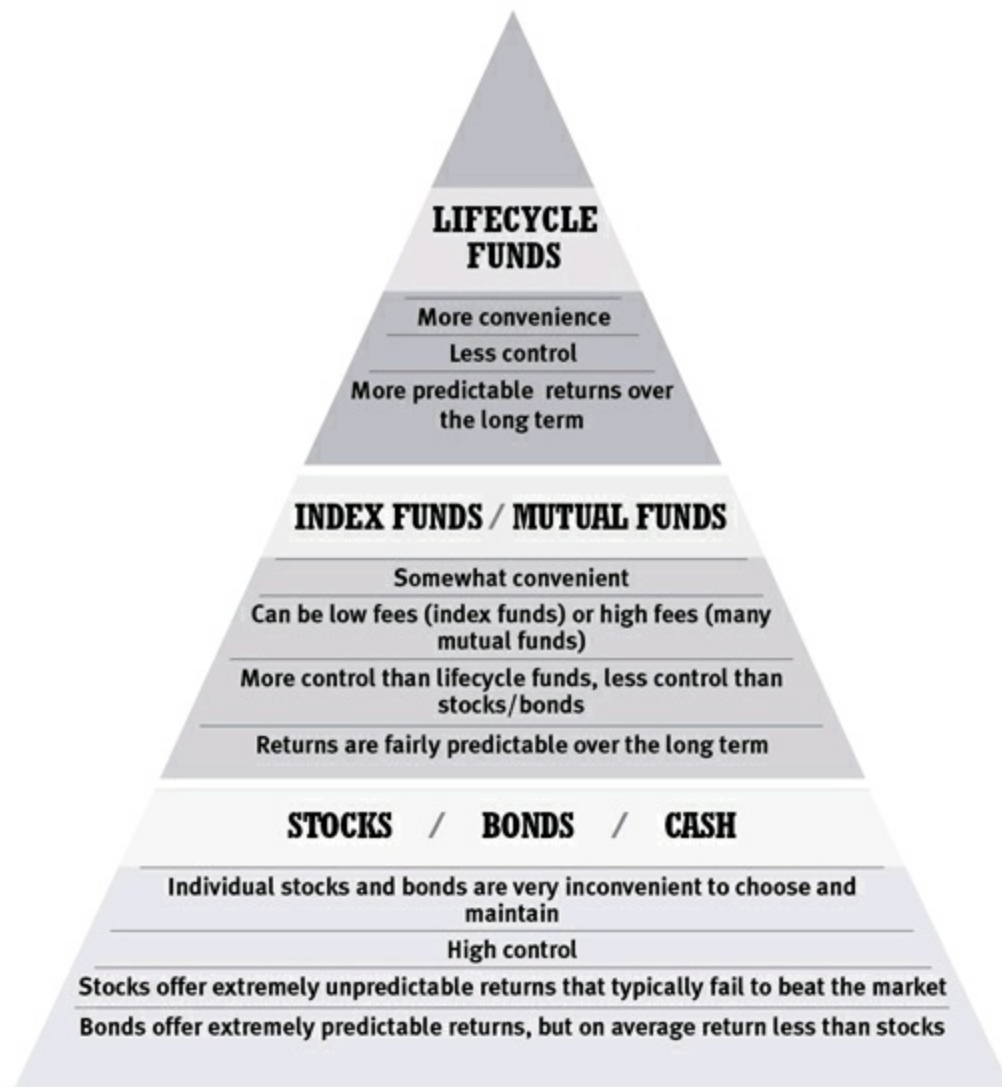 LIFECYCLE
FUNDS
More convenience
Less control
More predictable returns over
the long term
INDEX FUNDS / MUTUAL FUNDS
Somewhat convenient
Can be low fees (index funds) or high fees (many
mutual funds)
More control than lifecycle funds, less control than
stocks/bonds
Returns are fairly predictable over the long term
STOCKS / BONDS / CASH
Individual stocks and bonds are very inconvenient to choose and
maintain
High control
Stocks offer extremely unpredictable returns that typically fail to beat the market
Bonds offer extremely predictable returns, but on average return less than stocks